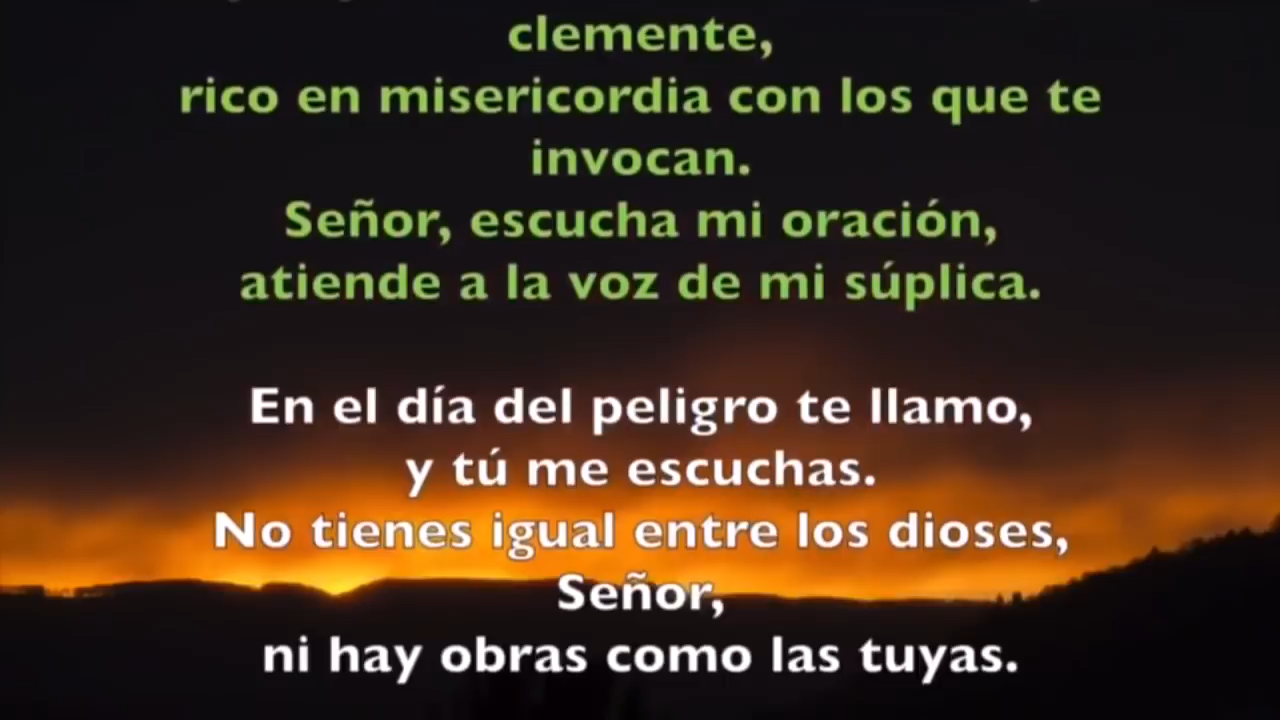 clemente,
rico en misericordia con los que te
invocan.
Señor, escucha mi oración,
atiende a la voz de mi súplica.
En el día del peligro te llamo,
y tú me escuchas.
No tienes igual entre los dioses,
Señor,
ni hay obras como las tuyas.